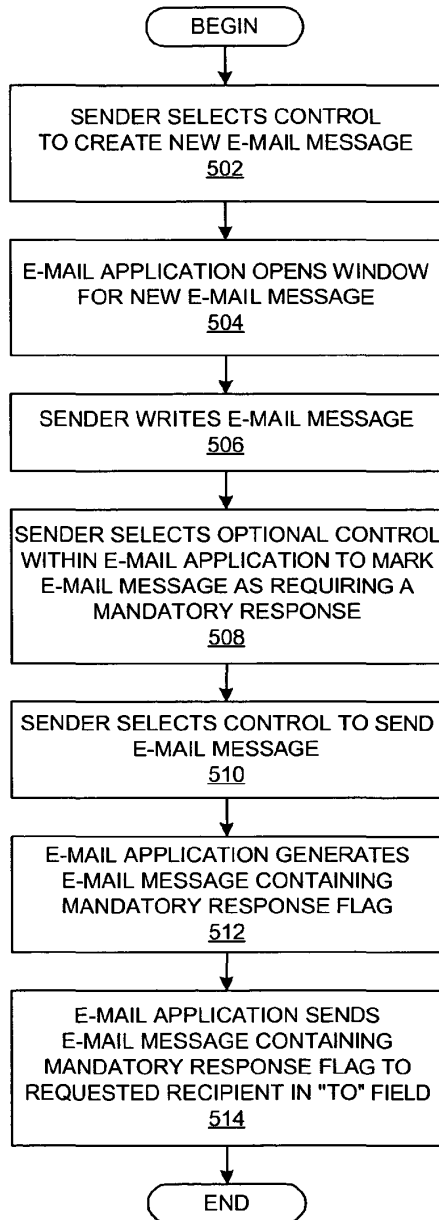 BEGIN
SENDER SELECTS CONTROL
TO CREATE NEW E-MAIL MESSAGE
502
E-MAIL APPLICATION OPENS WINDOW
FOR NEW E-MAIL MESSAGE
504
SENDER WRITES E-MAIL MESSAGE
506
SENDER SELECTS OPTIONAL CONTROL
WITHIN E-MAIL APPLICATION TO MARK
E-MAIL MESSAGE AS REQUIRING A
MANDATORY RESPONSE
508
SENDER SELECTS CONTROL TO SEND
E-MAIL MESSAGE
510
E-MAIL APPLICATION GENERATES
E-MAIL MESSAGE CONTAINING
MANDATORY RESPONSE FLAG
512
E-MAIL APPLICATION SENDS
E-MAIL MESSAGE CONTAINING
MANDATORY RESPONSE FLAG TO
REQUESTED RECIPIENT IN "TO" FIELD
514
END